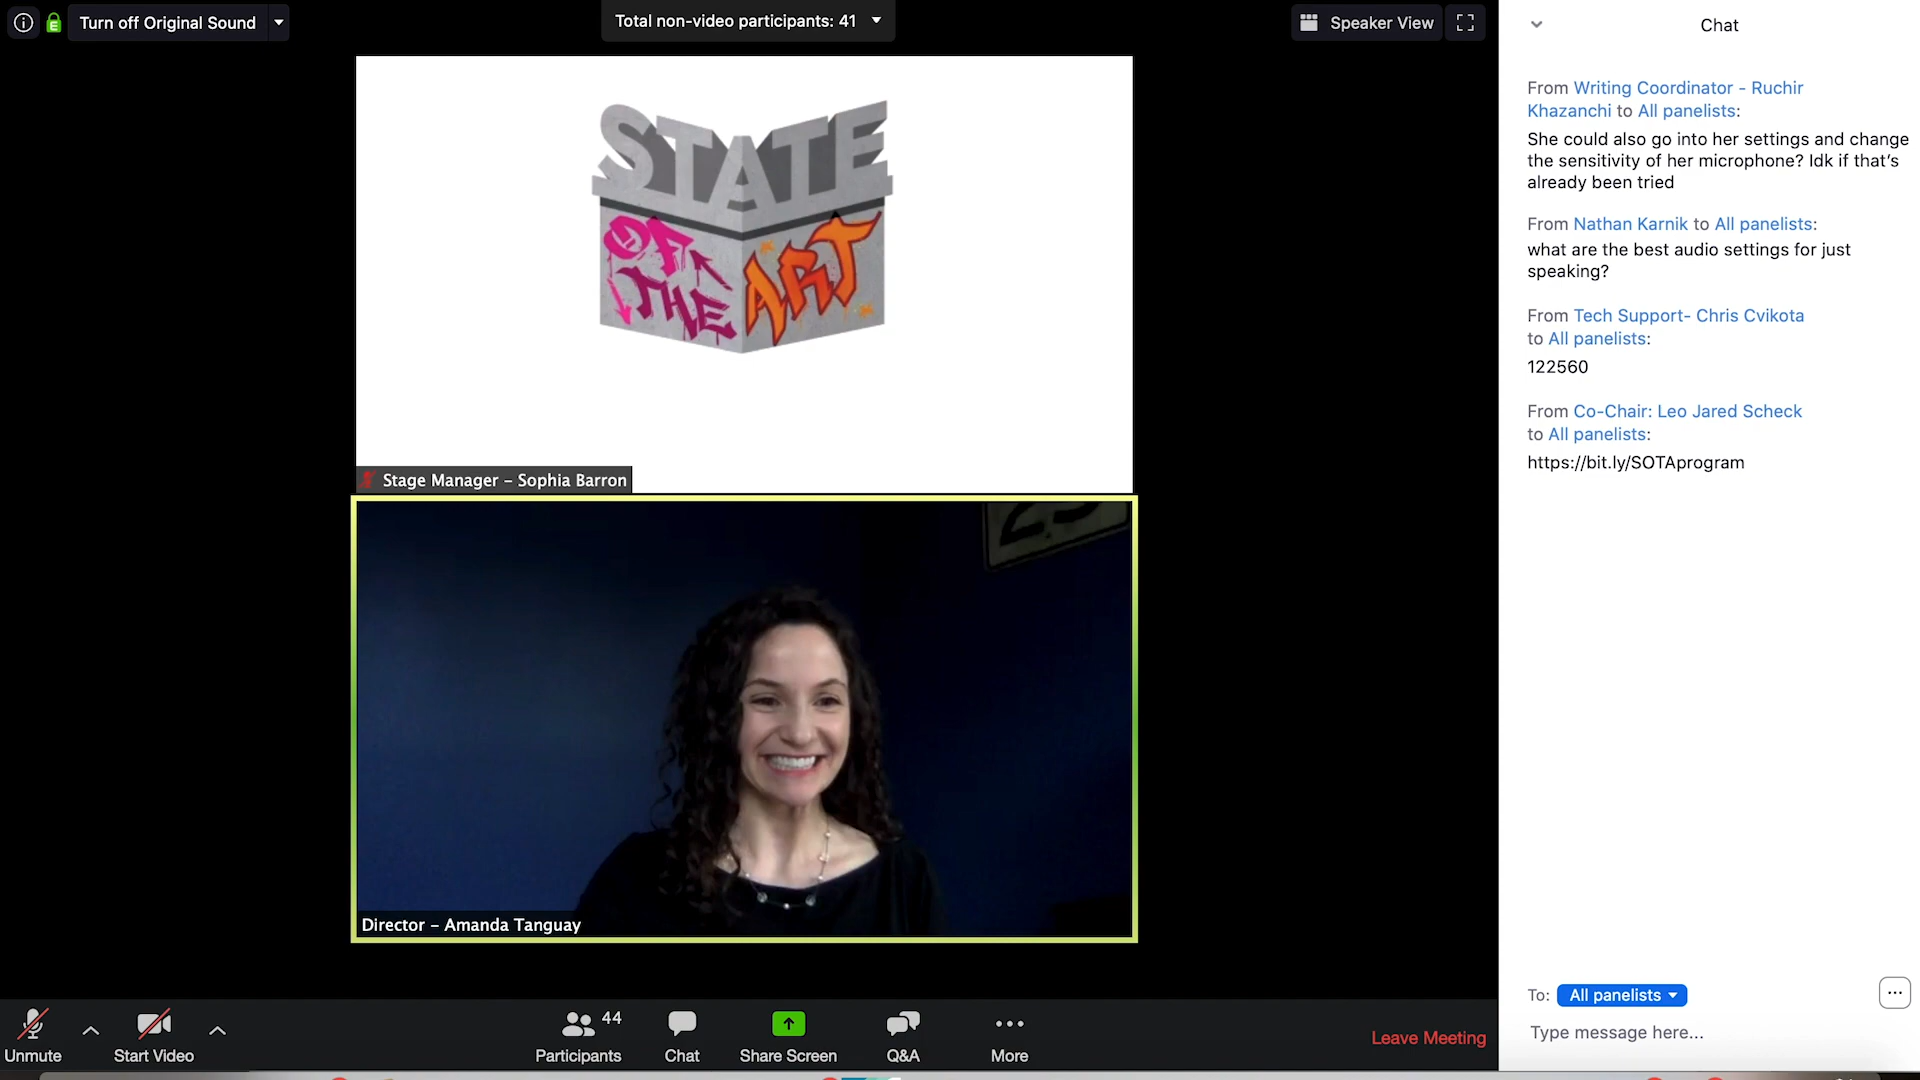 Turn off Original Sound
Total non-video participants: 41
Speaker View
Chat
STATE
OF
THE
ART
Stage Manager – Sophia Barron
Director – Amanda Tanguay
From Writing Coordinator - Ruchir
Khazanchi to All panelists:
She could also go into her settings and change
the sensitivity of her microphone? Idk if that's
already been tried
From Nathan Karnik to All panelists:
what are the best audio settings for just
speaking?
From Tech Support- Chris Cvikota
to All panelists:
122560
From Co-Chair: Leo Jared Scheck
to All panelists:
https://bit.ly/SOTAprogram
To: All panelists
Type message here...
Unmute
Start Video
44
Participants
Chat
Share Screen
Q&A
More
Leave Meeting